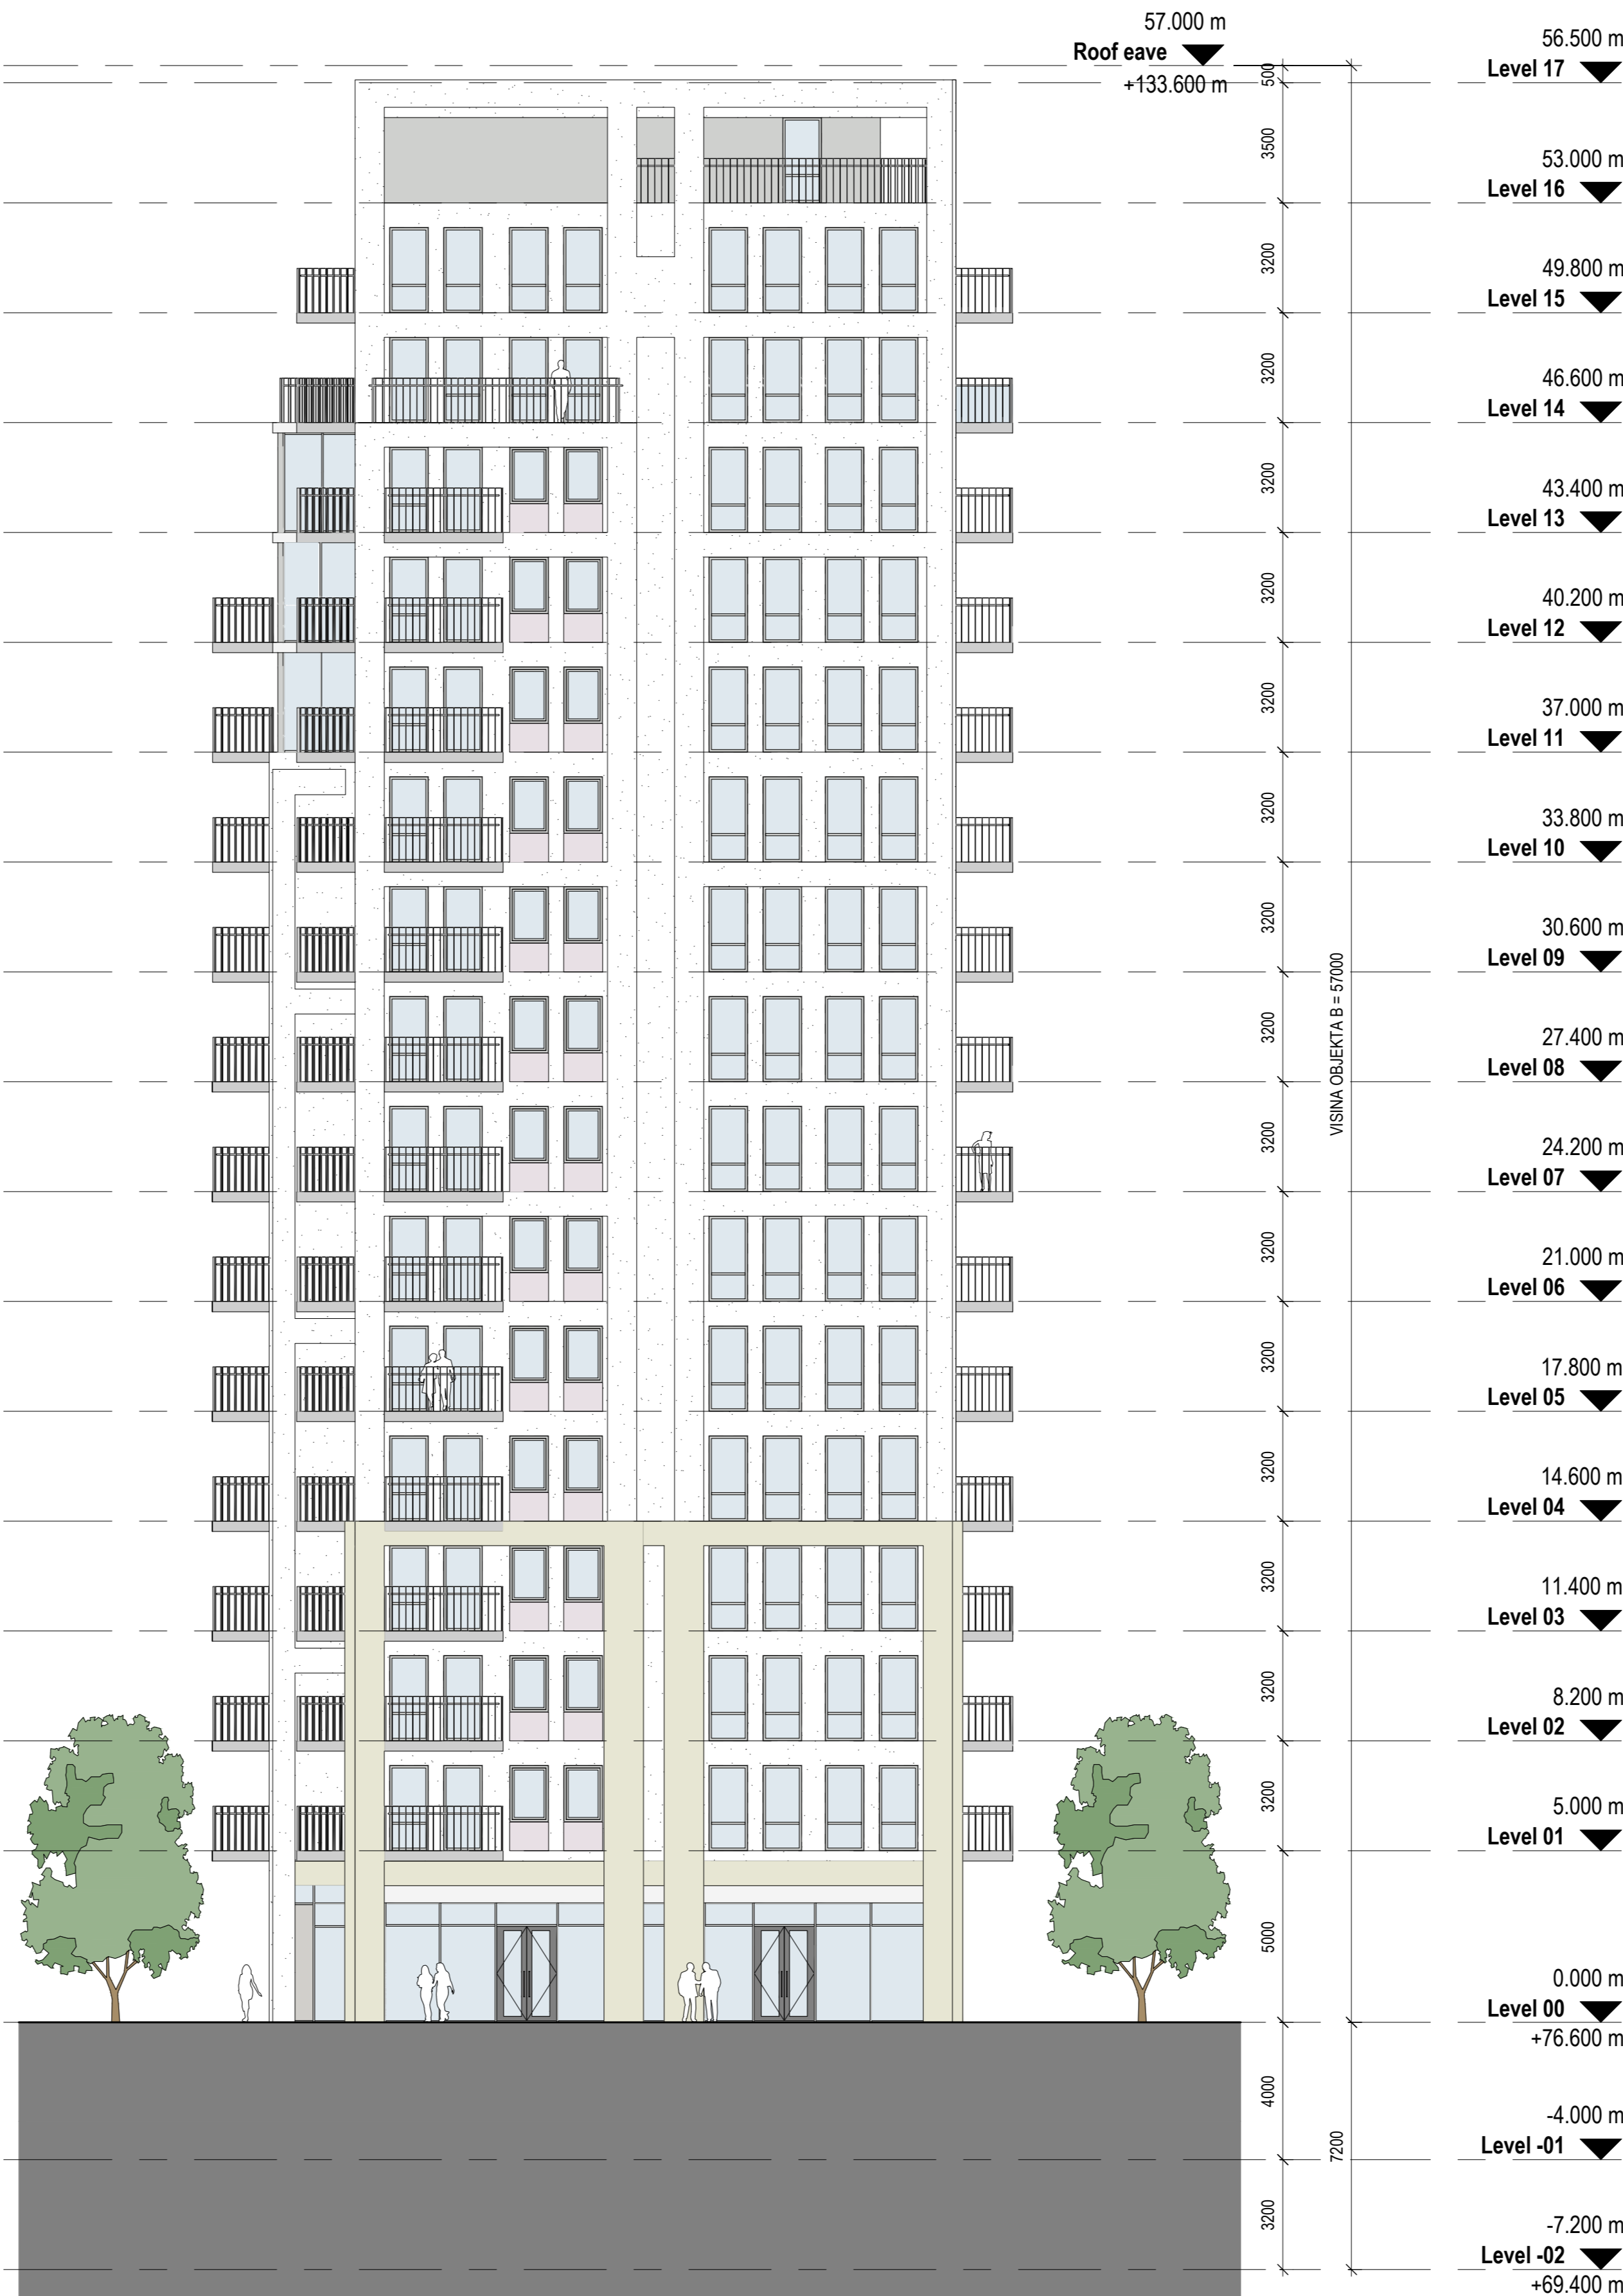 57.000 m
Roof eave
+133.600 m
56.500 m
Level 17
500
3500
53.000 m
Level 16
3200
49.800 m
Level 15
3200
46.600 m
Level 14
3200
43.400 m
Level 13
3200
40.200 m
Level 12
3200
37.000 m
Level 11
3200
33.800 m
Level 10
3200
30.600 m
Level 09
VISINA OBJEKTA B = 57000
3200
27.400 m
Level 08
3200
24.200 m
Level 07
3200
21.000 m
Level 06
3200
17.800 m
Level 05
3200
14.600 m
Level 04
3200
11.400 m
Level 03
3200
8.200 m
Level 02
3200
5.000 m
Level 01
5000
0.000 m
Level 00
+76.600 m
4000
-4.000 m
Level -01
7200
3200
-7.200 m
Level -02
+69.400 m